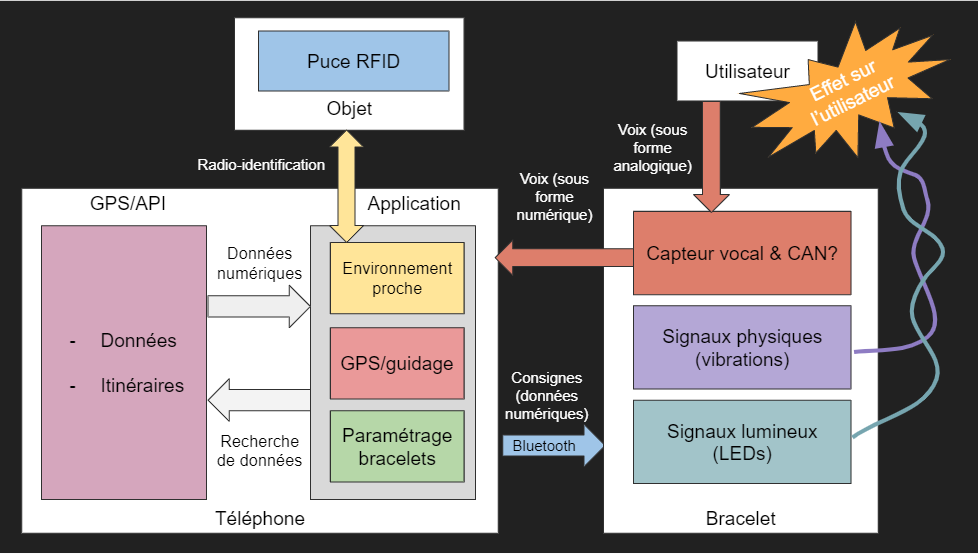 Puce RFID
Objet
Utilisateur
Effet sur
l'utilisateur
Radio-identification
Voix (sous
forme
analogique)
Voix (sous
forme
numérique)
GPS/API
Application
Données
numériques
Environnement
proche
Capteur vocal & CAN?
- Données
- Itinéraires
GPS/guidage
Signaux physiques
(vibrations)
Recherche
de données
Paramétrage
bracelets
Consignes
(données
numériques)
Bluetooth
Signaux lumineux
(LEDs)
Téléphone
Bracelet